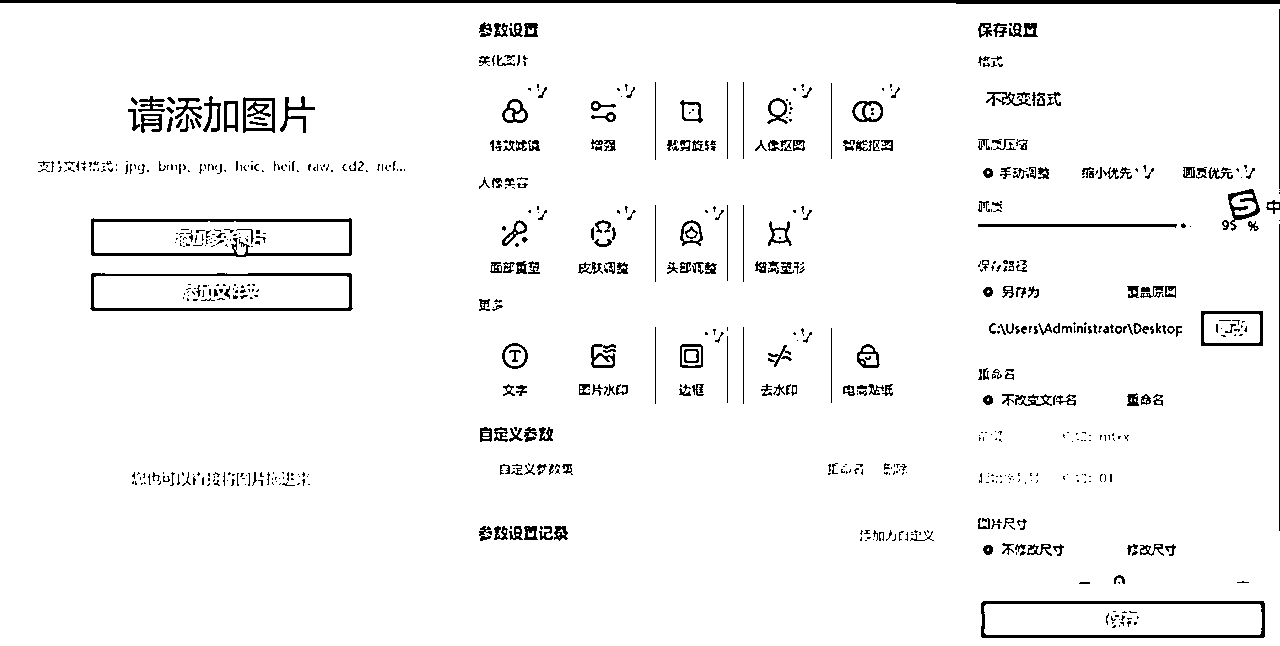 请添加图片
支持文件格式: jpg、bmp、png、heic、heif、raw、cd2、nef...
添加多张图片
添加文件夹
您也可以直接将图片拖进来
参数设置
美化图片
特效滤镜 增强 裁剪旋转 人像抠图 智能抠图
人像美容
面部重塑 皮肤调整 头部调整 增高塑形
更多
文字 图片水印 边框 去水印 电商贴纸
自定义参数
自定义参数集 重命名 删除
参数设置记录 添加为自定义
保存设置
格式
不改变格式
画质压缩
手动调整 缩小优先 画质优先
画质
95 %
中
保存路径
另存为 覆盖原图
C:\Users\Administrator\Desktop 更改
重命名
不改变文件名 重命名
mtxx
01
图片尺寸
不修改尺寸 修改尺寸
保存